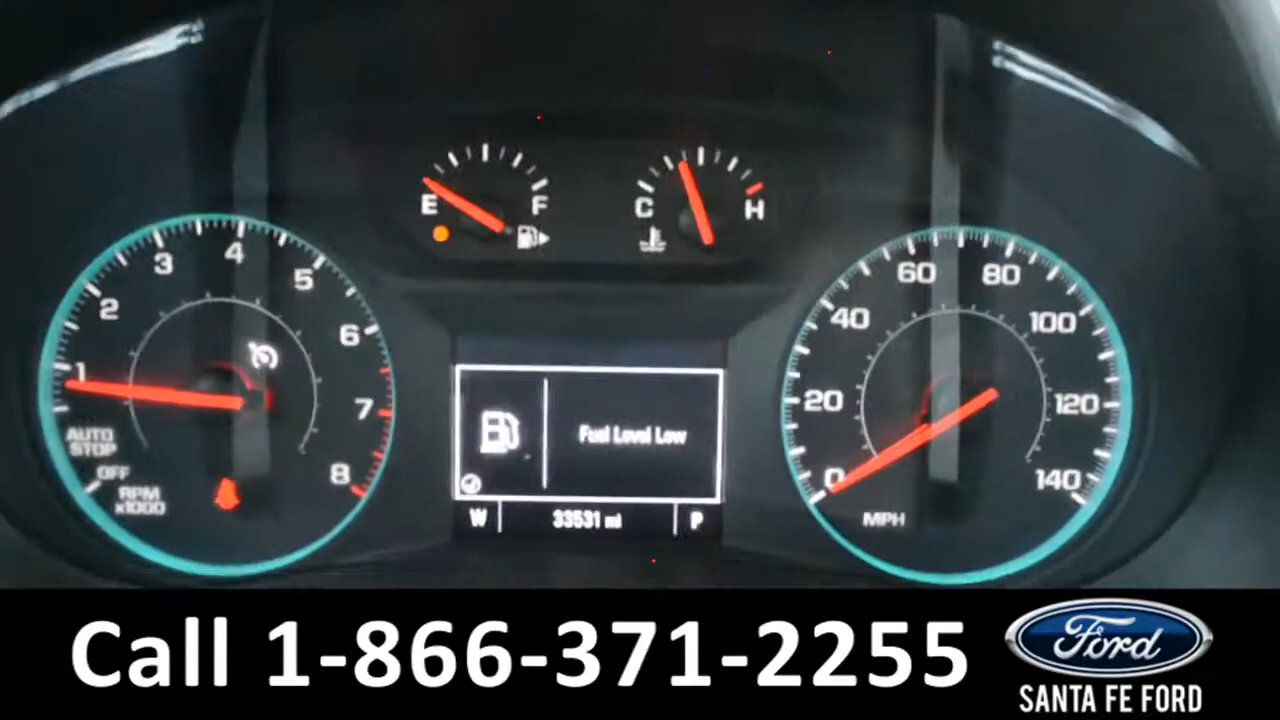 E F
C H
1 2 3 4 5 6 7 8
AUTO
STOP
OFF
RPM
x1000
Fuel Level Low
W 33531 mi P
0 20 40 60 80 100 120 140
MPH
Call 1-866-371-2255
Ford
SANTA FE FORD